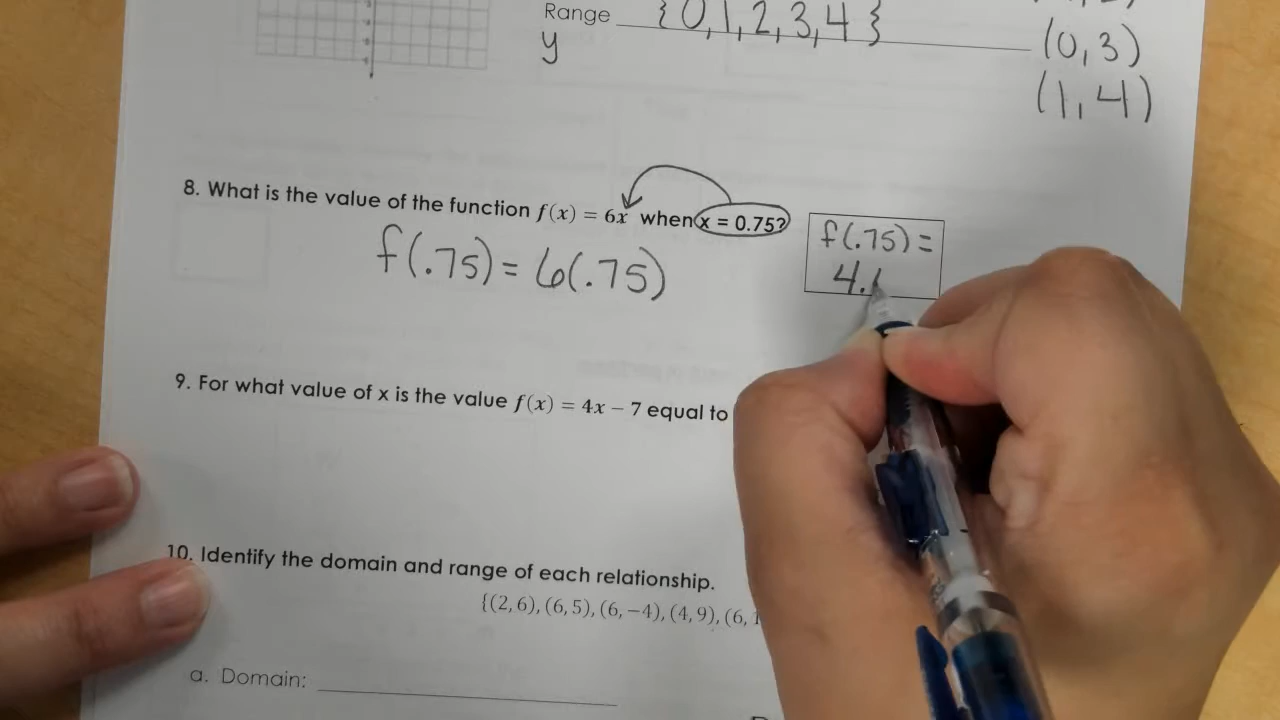 Range {0,1,2,3,4}
y
(0,3)
(1,4)
8. What is the value of the function f(x) = 6x when x = 0.75?
f(.75) = 6(.75)
f(.75) =
4.
9. For what value of x is the value f(x) = 4x − 7 equal to
10. Identify the domain and range of each relationship.
{(2, 6), (6, 5), (6, −4), (4, 9), (6,
a. Domain: